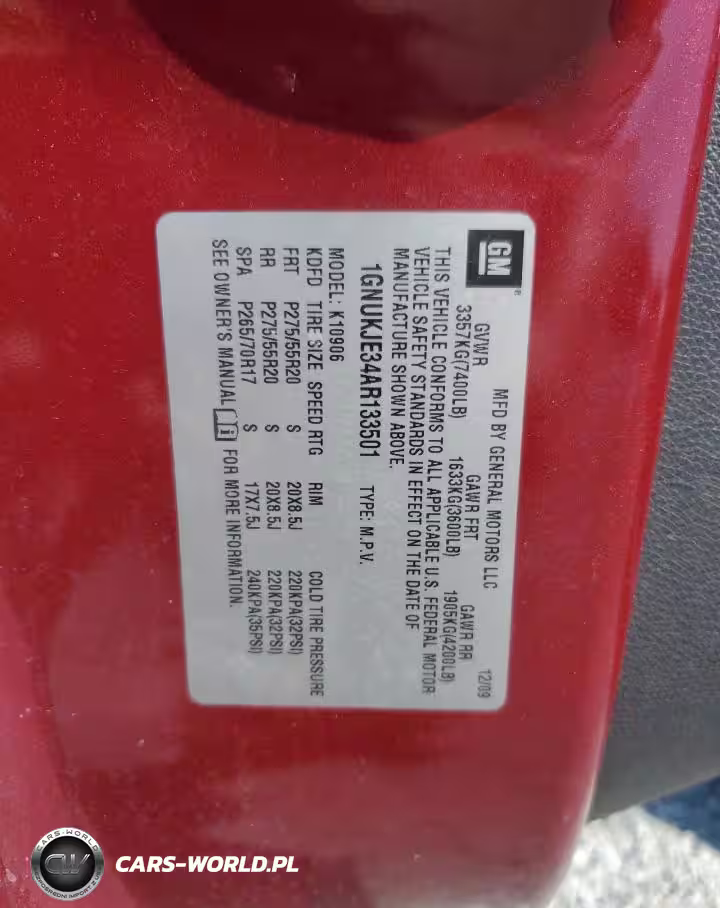 GM
MFD BY GENERAL MOTORS LLC 12/09
GVWR GAWR FRT GAWR RR
3357KG(7400LB) 1633KG(3600LB) 1905KG(4200LB)
THIS VEHICLE CONFORMS TO ALL APPLICABLE U.S. FEDERAL MOTOR
VEHICLE SAFETY STANDARDS IN EFFECT ON THE DATE OF
MANUFACTURE SHOWN ABOVE.
1GNUKJE34AR133501 TYPE: M.P.V.
MODEL: K10906
KDFD TIRE SIZE SPEED RTG RIM COLD TIRE PRESSURE
FRT P275/55R20 S 20X8.5J 220KPA(32PSI)
RR P275/55R20 S 20X8.5J 220KPA(32PSI)
SPA P265/70R17 S 17X7.5J 240KPA(35PSI)
SEE OWNER'S MANUAL i FOR MORE INFORMATION.
CARS-WORLD
CW
CARS-WORLD.PL